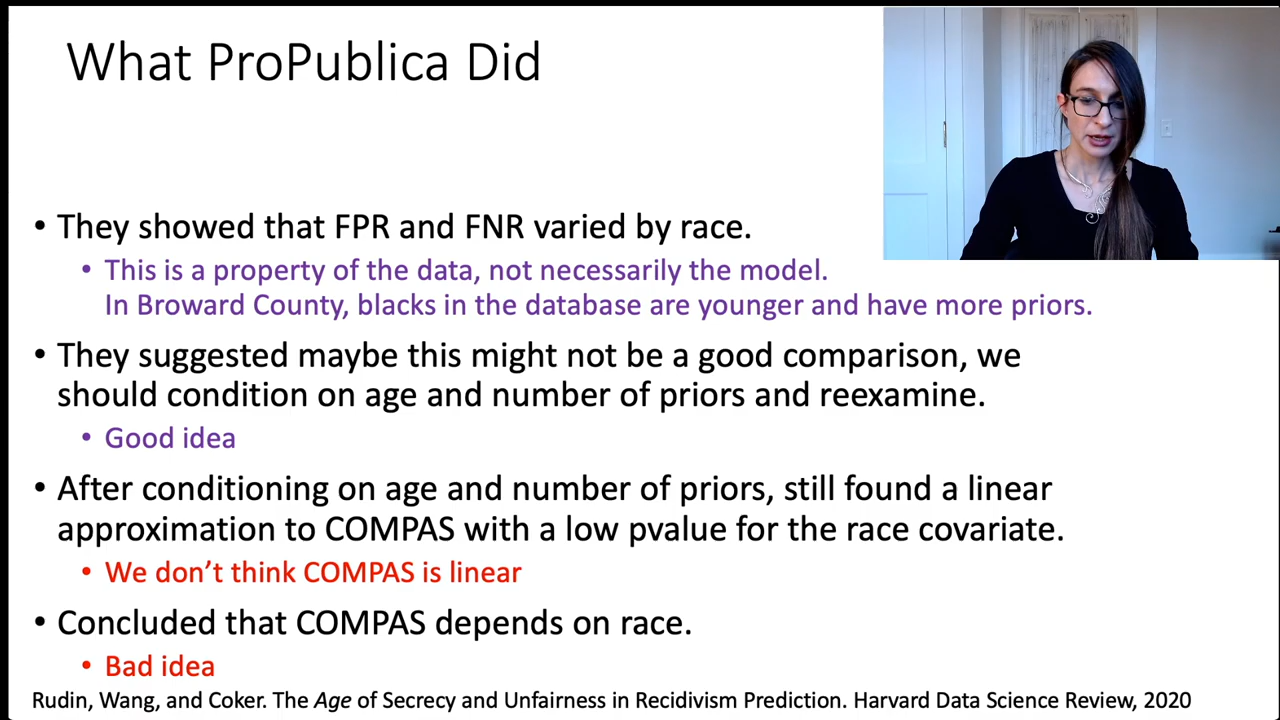 What ProPublica Did
• They showed that FPR and FNR varied by race.
• This is a property of the data, not necessarily the model.
In Broward County, blacks in the database are younger and have more priors.
• They suggested maybe this might not be a good comparison, we
should condition on age and number of priors and reexamine.
• Good idea
• After conditioning on age and number of priors, still found a linear
approximation to COMPAS with a low pvalue for the race covariate.
• We don’t think COMPAS is linear
• Concluded that COMPAS depends on race.
• Bad idea
Rudin, Wang, and Coker. The Age of Secrecy and Unfairness in Recidivism Prediction. Harvard Data Science Review, 2020